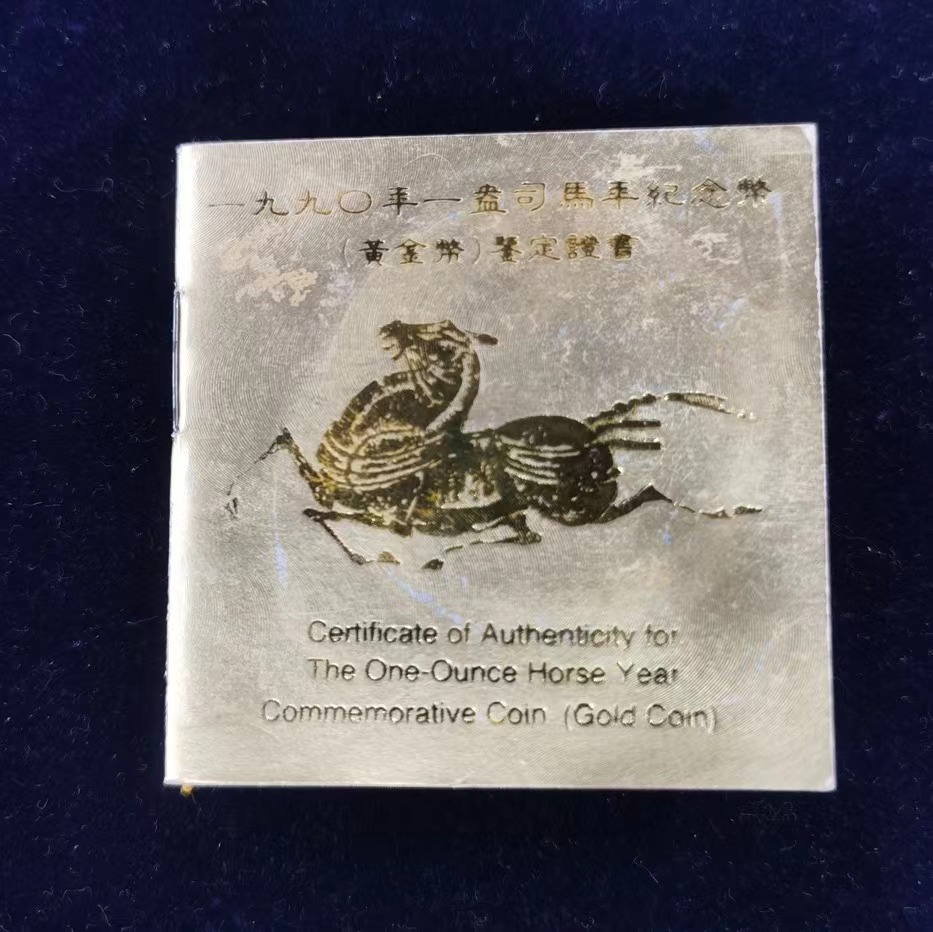 一九九〇年一盎司馬年紀念幣
(黃金幣)鑒定證書
Certificate of Authenticity for
The One-Ounce Horse Year
Commemorative Coin (Gold Coin)